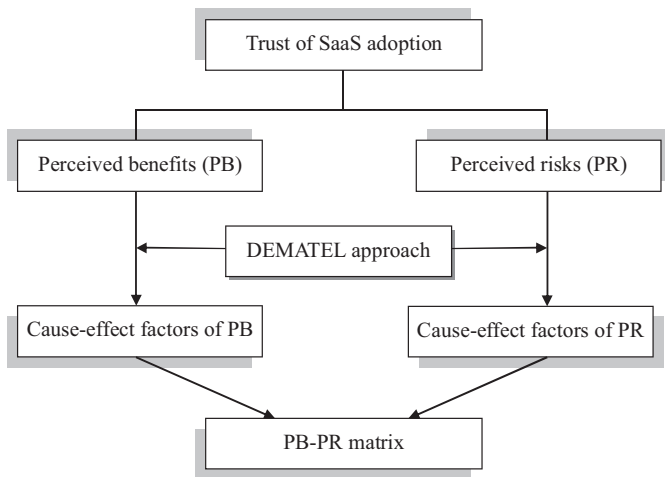 Trust of SaaS adoption
Perceived benefits (PB)
Perceived risks (PR)
DEMATEL approach
Cause-effect factors of PB
Cause-effect factors of PR
PB-PR matrix